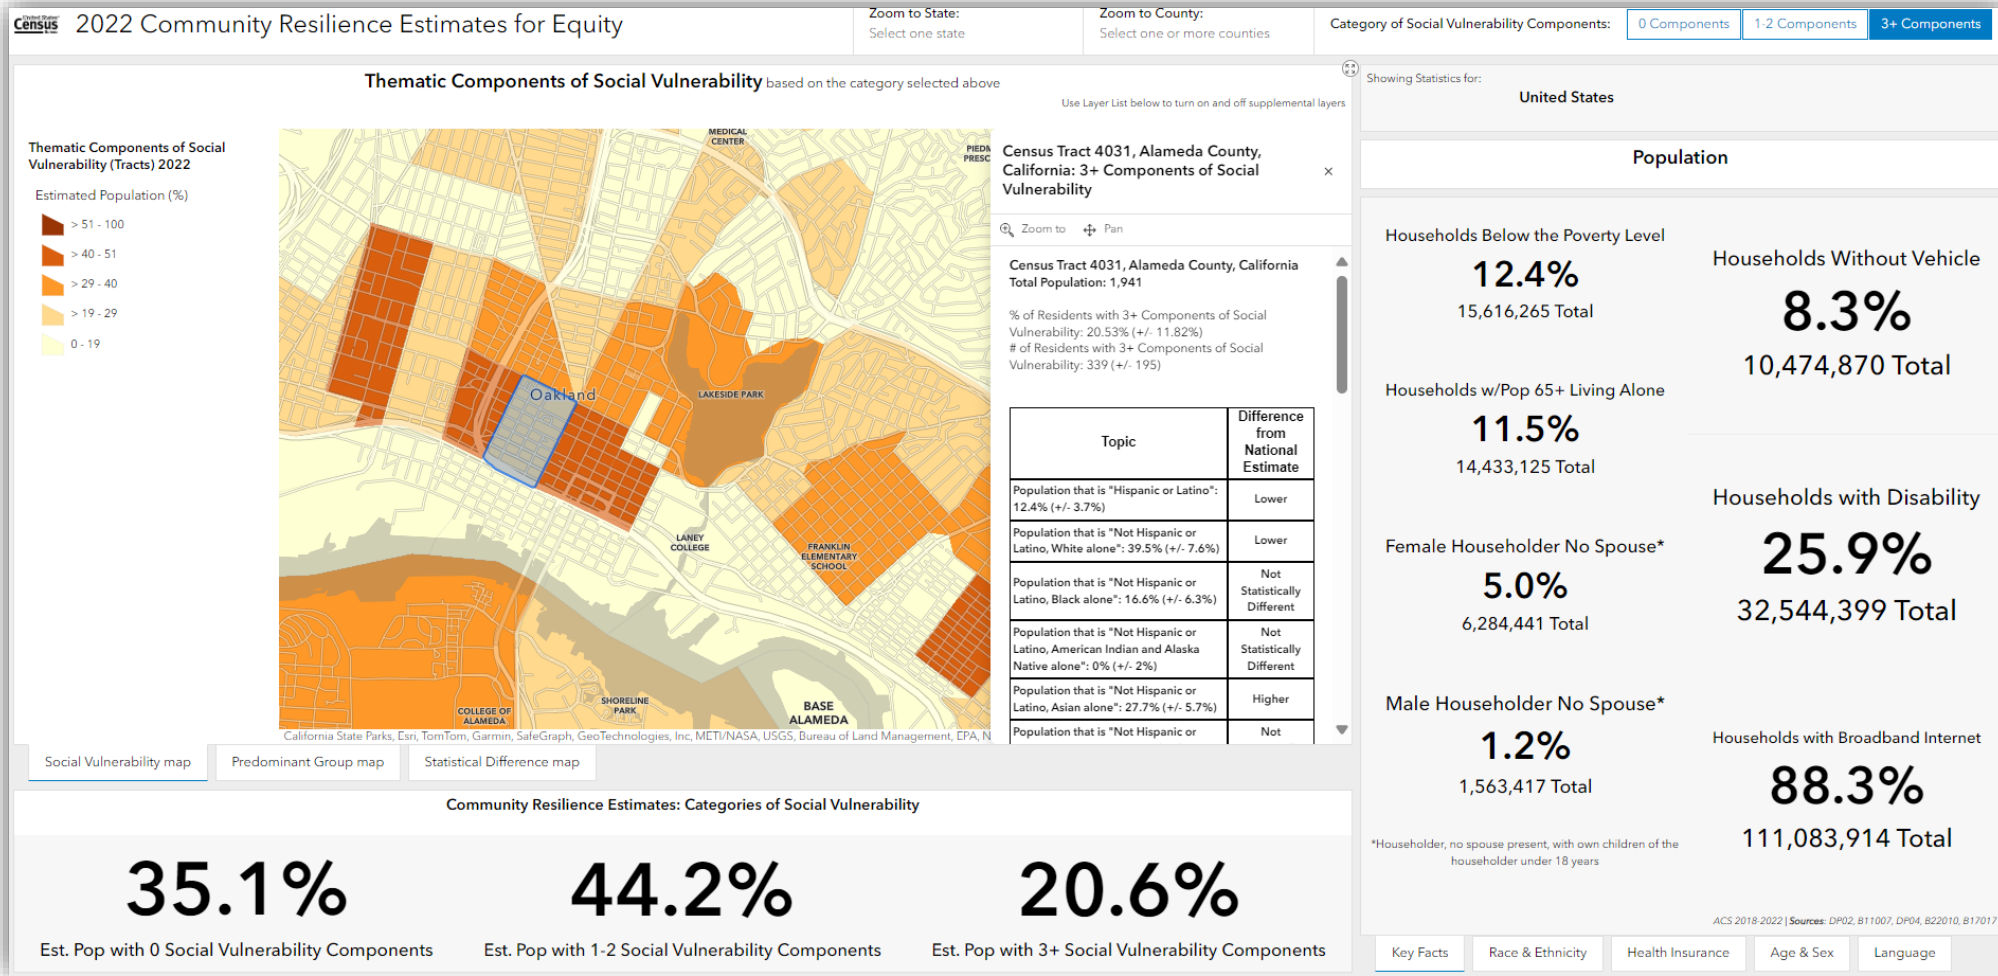 United States®
Census
Bureau
2022 Community Resilience Estimates for Equity
Zoom to State:
Select one state
Zoom to County:
Select one or more counties
Category of Social Vulnerability Components:
0 Components
1-2 Components
3+ Components
Thematic Components of Social Vulnerability based on the category selected above
Use Layer List below to turn on and off supplemental layers
Thematic Components of Social
Vulnerability (Tracts) 2022
Estimated Population (%)
> 51 - 100
> 40 - 51
> 29 - 40
> 19 - 29
0 - 19
MEDICAL
CENTER
PIEDM
PRESC
Oakland
LAKESIDE PARK
LANEY
COLLEGE
FRANKLIN
ELEMENTARY
SCHOOL
SHORELINE
PARK
COLLEGE OF
ALAMEDA
BASE
ALAMEDA
California State Parks, Esri, TomTom, Garmin, SafeGraph, GeoTechnologies, Inc, METI/NASA, USGS, Bureau of Land Management, EPA, N
Census Tract 4031, Alameda County,
California: 3+ Components of Social
Vulnerability
×
Zoom to
Pan
Census Tract 4031, Alameda County, California
Total Population: 1,941
% of Residents with 3+ Components of Social
Vulnerability: 20.53% (+/- 11.82%)
# of Residents with 3+ Components of Social
Vulnerability: 339 (+/- 195)
Topic
Difference
from
National
Estimate
Population that is "Hispanic or Latino":
12.4% (+/- 3.7%)
Lower
Population that is "Not Hispanic or
Latino, White alone": 39.5% (+/- 7.6%)
Lower
Population that is "Not Hispanic or
Latino, Black alone": 16.6% (+/- 6.3%)
Not
Statistically
Different
Population that is "Not Hispanic or
Latino, American Indian and Alaska
Native alone": 0% (+/- 2%)
Not
Statistically
Different
Population that is "Not Hispanic or
Latino, Asian alone": 27.7% (+/- 5.7%)
Higher
Population that is "Not Hispanic or
Not
Social Vulnerability map
Predominant Group map
Statistical Difference map
Community Resilience Estimates: Categories of Social Vulnerability
35.1%
Est. Pop with 0 Social Vulnerability Components
44.2%
Est. Pop with 1-2 Social Vulnerability Components
20.6%
Est. Pop with 3+ Social Vulnerability Components
Showing Statistics for:
United States
Population
Households Below the Poverty Level
12.4%
15,616,265 Total
Households w/Pop 65+ Living Alone
11.5%
14,433,125 Total
Female Householder No Spouse*
5.0%
6,284,441 Total
Male Householder No Spouse*
1.2%
1,563,417 Total
*Householder, no spouse present, with own children of the
householder under 18 years
Households Without Vehicle
8.3%
10,474,870 Total
Households with Disability
25.9%
32,544,399 Total
Households with Broadband Internet
88.3%
111,083,914 Total
ACS 2018-2022 | Sources: DP02, B11007, DP04, B22010, B17017
Key Facts
Race & Ethnicity
Health Insurance
Age & Sex
Language